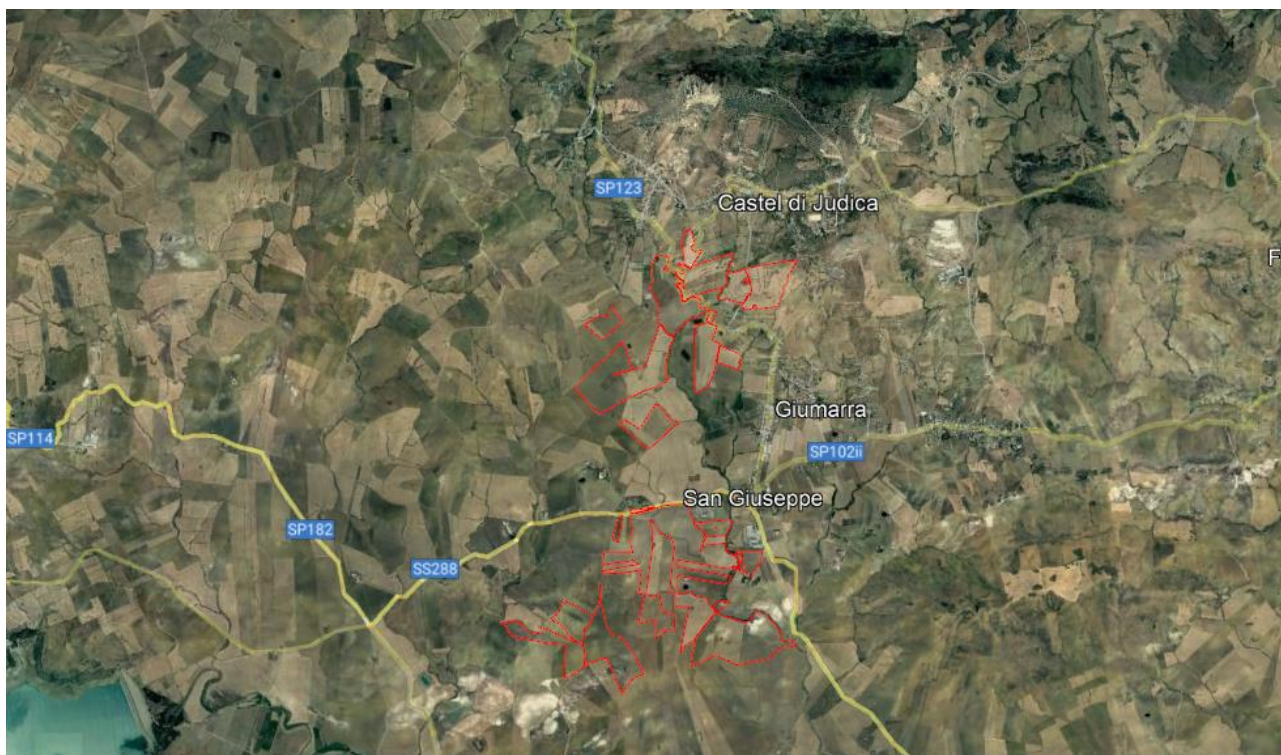 SP123
Castel di Judica
F
Giumarra
SP114
SP102ii
San Giuseppe
SP182
SS288